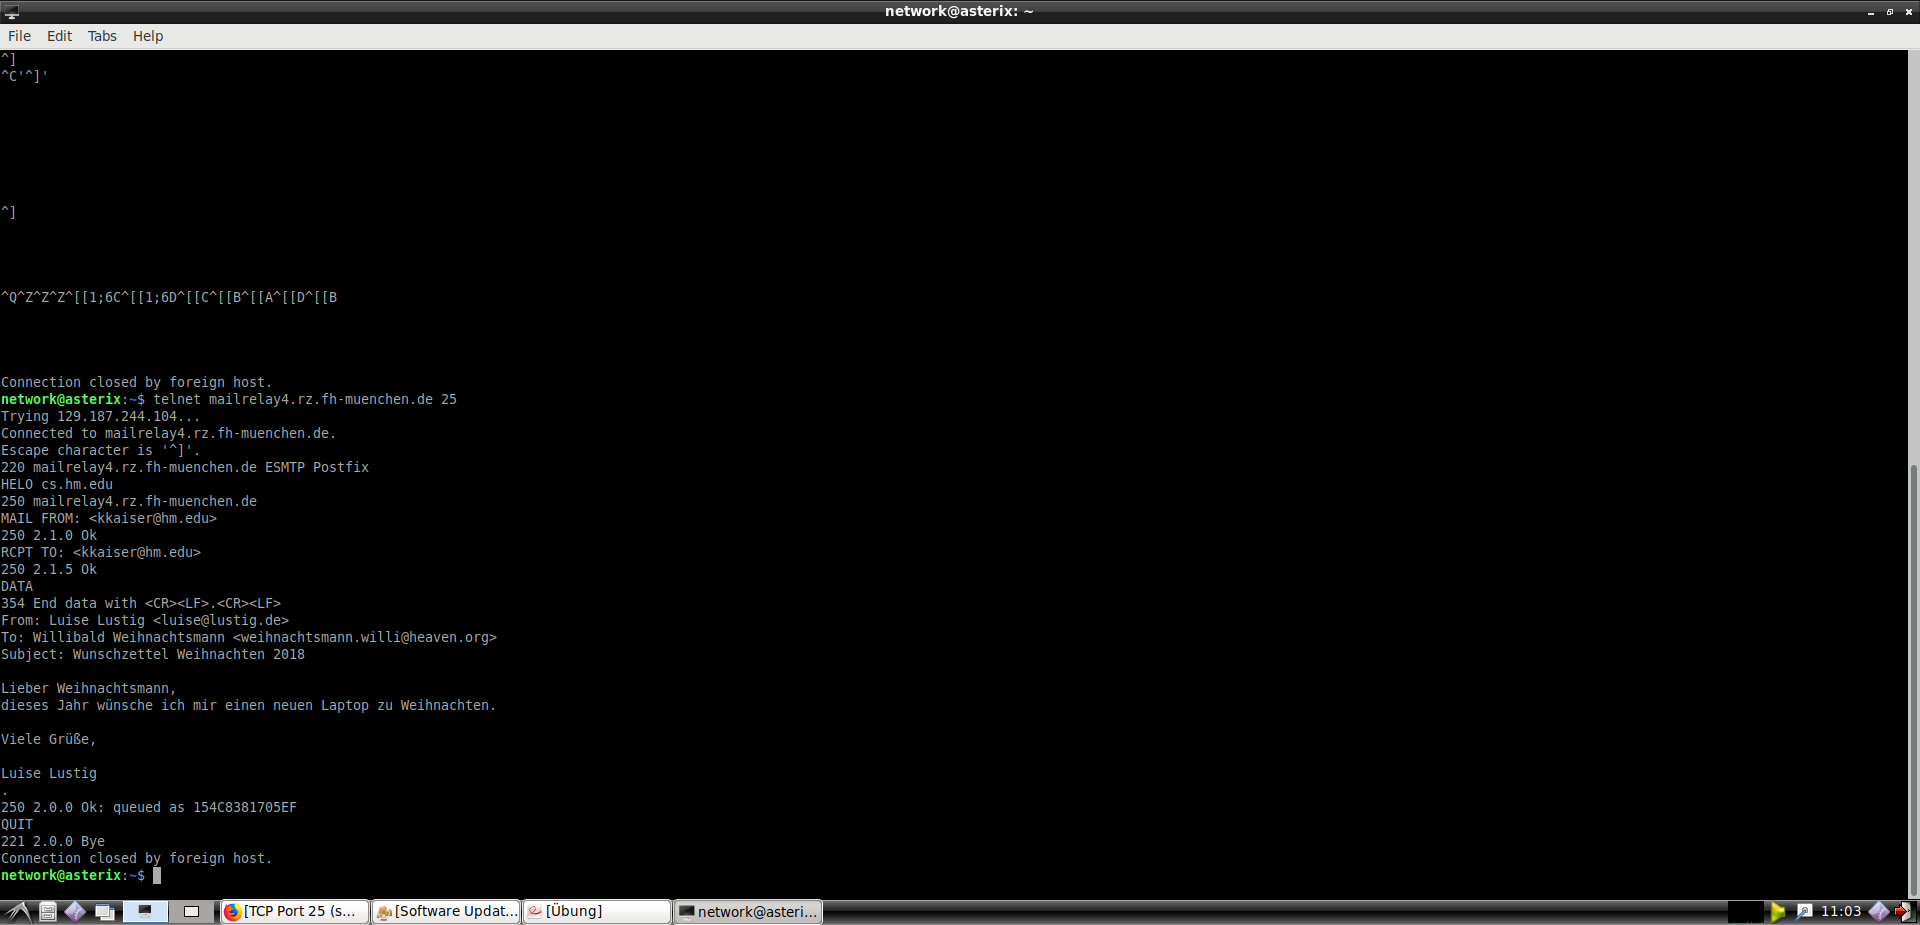 network@asterix: ~
File Edit Tabs Help
^]
^C'^]'
^]
^Q^Z^Z^Z^[[1;6C^[[1;6D^[[C^[[B^[[A^[[D^[[B
Connection closed by foreign host.
network@asterix:~$ telnet mailrelay4.rz.fh-muenchen.de 25
Trying 129.187.244.104...
Connected to mailrelay4.rz.fh-muenchen.de.
Escape character is '^]'.
220 mailrelay4.rz.fh-muenchen.de ESMTP Postfix
HELO cs.hm.edu
250 mailrelay4.rz.fh-muenchen.de
MAIL FROM: <kkaiser@hm.edu>
250 2.1.0 Ok
RCPT TO: <kkaiser@hm.edu>
250 2.1.5 Ok
DATA
354 End data with <CR><LF>.<CR><LF>
From: Luise Lustig <luise@lustig.de>
To: Willibald Weihnachtsmann <weihnachtsmann.willi@heaven.org>
Subject: Wunschzettel Weihnachten 2018
Lieber Weihnachtsmann,
dieses Jahr wünsche ich mir einen neuen Laptop zu Weihnachten.
Viele Grüße,
Luise Lustig
.
250 2.0.0 Ok: queued as 154C8381705EF
QUIT
221 2.0.0 Bye
Connection closed by foreign host.
network@asterix:~$
[TCP Port 25 (s... [Software Updat... [Übung] network@asteri... 11:03